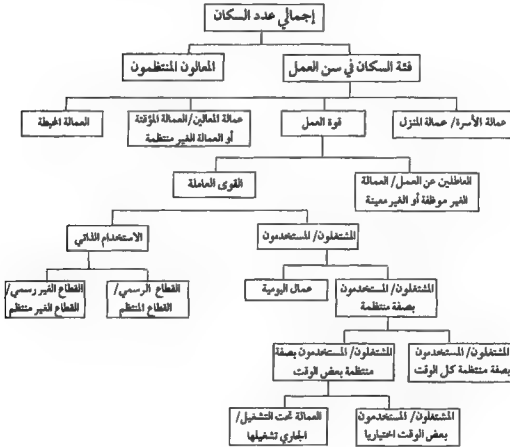 إجمالي عدد السكان
فئة السكان في سن العمل
المعالون المنتظمون
عمالة الأسرة/ عمالة المنزل
قوة العمل
عمالة المعالين/ العمالة المؤقتة
أو العمالة الغير منتظمة
العمالة المحبطة
العاطلين عن العمل/ العمالة
الغير موظفة أو الغير معينة
القوى العاملة
المشتغلون/ المستخدمون
الاستخدام الذاتي
المشتغلون/ المستخدمون
بصفة منتظمة
عمال اليومية
القطاع الرسمي/
القطاع المنتظم
القطاع الغير رسمي/
القطاع الغير منتظم
المشتغلون/ المستخدمون
بصفة منتظمة كل الوقت
المشتغلون/ المستخدمون بصفة
منتظمة بعض الوقت
المشتغلون/ المستخدمون
بعض الوقت اختياريا
العمالة تحت التشغيل/
الجاري تشغيلها